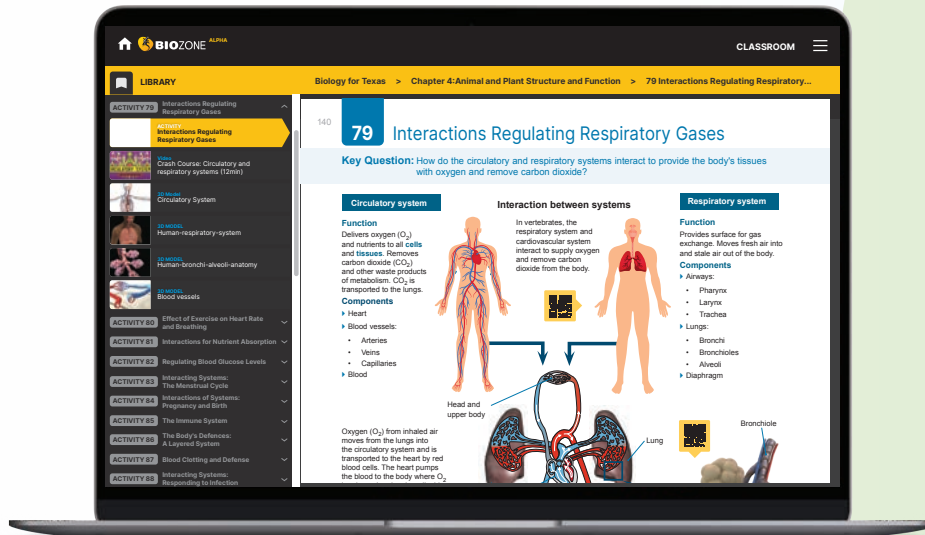 BIOZONE ALPHA
CLASSROOM
LIBRARY
Biology for Texas > Chapter 4:Animal and Plant Structure and Function > 79 Interactions Regulating Respiratory...
ACTIVITY 79 Interactions Regulating
Respiratory Gases
ACTIVITY
Interactions Regulating
Respiratory Gases
Video
Crash Course: Circulatory and
respiratory systems (12min)
3D Model
Circulatory System
3D MODEL
Human-respiratory-system
3D MODEL
Human-bronchi-alveoli-anatomy
3D MODEL
Blood vessels
ACTIVITY 80 Effect of Exercise on Heart Rate
and Breathing
ACTIVITY 81 Interactions for Nutrient Absorption
ACTIVITY 82 Regulating Blood Glucose Levels
ACTIVITY 83 Interacting Systems:
The Menstrual Cycle
ACTIVITY 84 Interactions of Systems:
Pregnancy and Birth
ACTIVITY 85 The Immune System
ACTIVITY 86 The Body's Defences:
A Layered System
ACTIVITY 87 Blood Clotting and Defense
ACTIVITY 88 Interacting Systems:
Responding to Infection
140
79 Interactions Regulating Respiratory Gases
Key Question: How do the circulatory and respiratory systems interact to provide the body's tissues
with oxygen and remove carbon dioxide?
Circulatory system
Function
Delivers oxygen (O2)
and nutrients to all cells
and tissues. Removes
carbon dioxide (CO2)
and other waste products
of metabolism. CO2 is
transported to the lungs.
Components
Heart
Blood vessels:
• Arteries
• Veins
• Capillaries
Blood
Interaction between systems
In vertebrates, the
respiratory system and
cardiovascular system
interact to supply oxygen
and remove carbon
dioxide from the body.
Respiratory system
Function
Provides surface for gas
exchange. Moves fresh air into
and stale air out of the body.
Components
Airways:
• Pharynx
• Larynx
• Trachea
Lungs:
• Bronchi
• Bronchioles
• Alveoli
Diaphragm
Head and
upper body
Oxygen (O2) from inhaled air
moves from the lungs into
the circulatory system and is
transported to the heart by red
blood cells. The heart pumps
the blood to the body where O2
Lung
Bronchiole